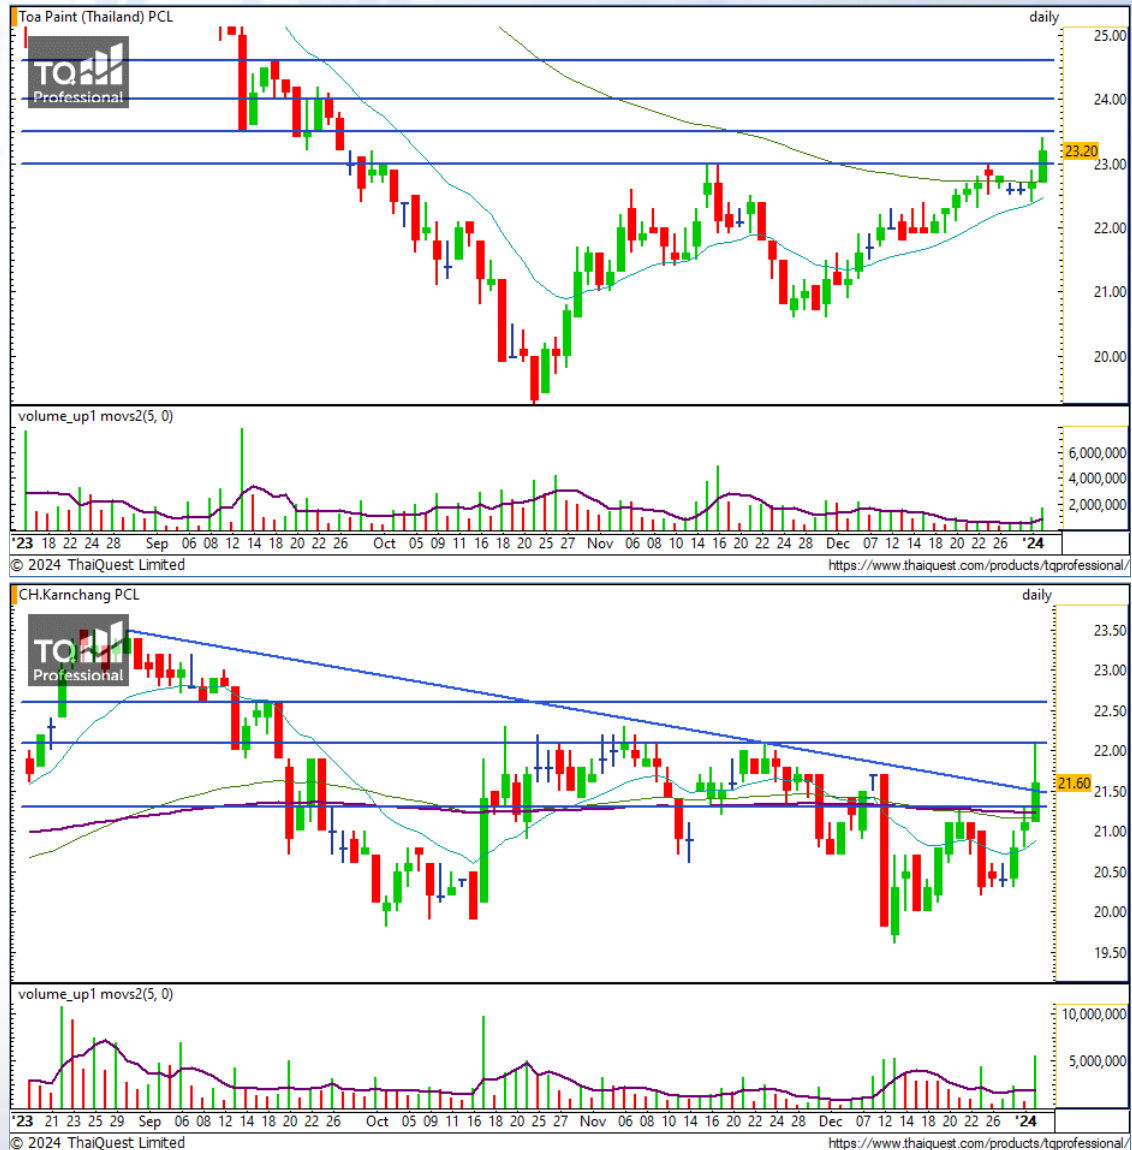 Toa Paint (Thailand) PCL daily
TQ
Professional
25.00
24.00
23.20
23.00
22.00
21.00
20.00
volume_up1 movs2(5, 0)
6,000,000
4,000,000
2,000,000
'23 18 22 24 28 Sep 06 08 12 14 18 20 22 26 Oct 03 05 09 11 16 18 20 25 27 Nov 06 08 10 14 16 20 22 24 28 Dec 07 12 14 18 20 22 26 '24
© 2024 ThaiQuest Limited https://www.thaiquest.com/products/tqprofessional/
CH.Karnchang PCL daily
TQ
Professional
23.50
23.00
22.50
22.00
21.60
21.50
21.00
20.50
20.00
19.50
volume_up1 movs2(5, 0)
10,000,000
5,000,000
'23 21 23 25 29 Sep 06 08 12 14 18 20 22 26 Oct 05 09 11 16 18 20 25 27 Nov 06 08 10 14 16 20 22 24 28 Dec 07 12 14 18 20 22 26 '24
© 2024 ThaiQuest Limited https://www.thaiquest.com/products/tqprofessional/